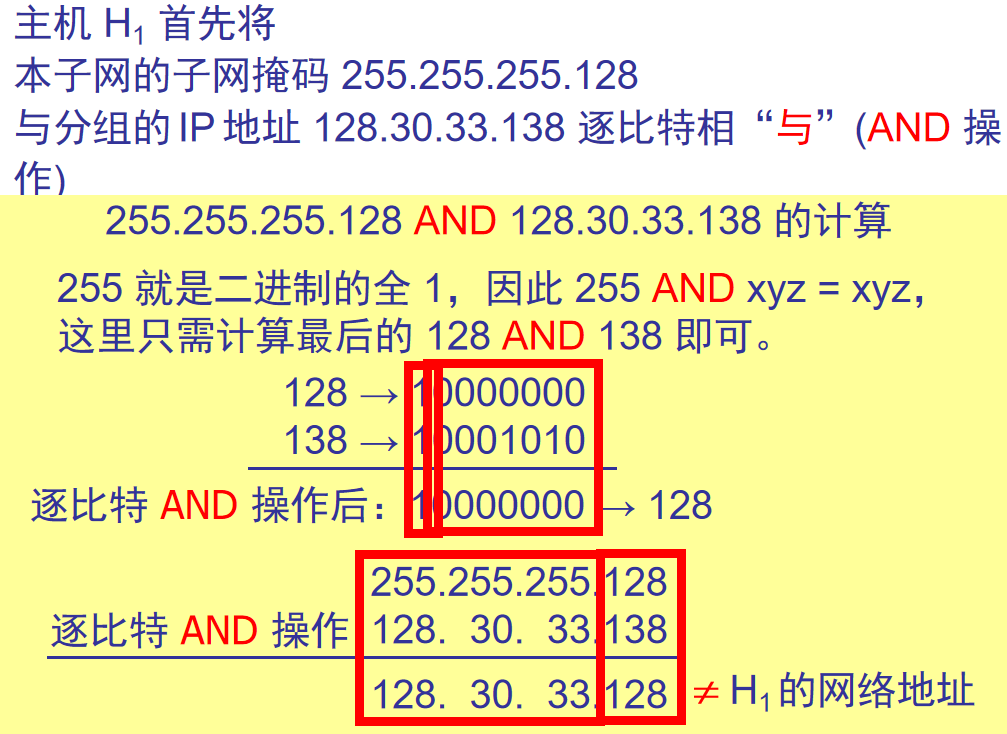 主机 H1 首先将
本子网的子网掩码 255.255.255.128
与分组的 IP 地址 128.30.33.138 逐比特相“与”(AND 操
作)
255.255.255.128 AND 128.30.33.138 的计算
255 就是二进制的全 1，因此 255 AND xyz = xyz，
这里只需计算最后的 128 AND 138 即可。
128 → 10000000
138 → 10001010
逐比特 AND 操作后： 10000000 → 128
255.255.255.128
逐比特 AND 操作 128. 30. 33.138
128. 30. 33.128 ≠ H1 的网络地址